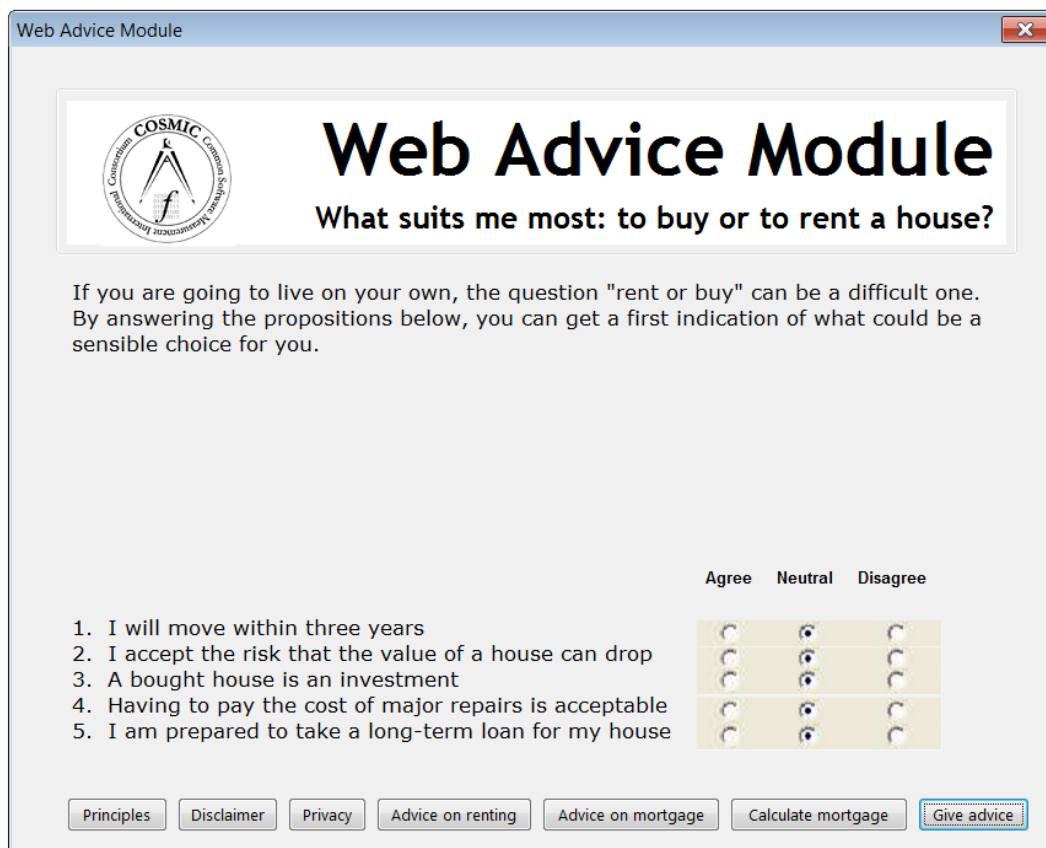 Web Advice Module
COSMIC
Common Software Measurement International Consortium
Web Advice Module
What suits me most: to buy or to rent a house?
If you are going to live on your own, the question "rent or buy" can be a difficult one.
By answering the propositions below, you can get a first indication of what could be a
sensible choice for you.
Agree Neutral Disagree
1. I will move within three years
2. I accept the risk that the value of a house can drop
3. A bought house is an investment
4. Having to pay the cost of major repairs is acceptable
5. I am prepared to take a long-term loan for my house
Principles Disclaimer Privacy Advice on renting Advice on mortgage Calculate mortgage Give advice